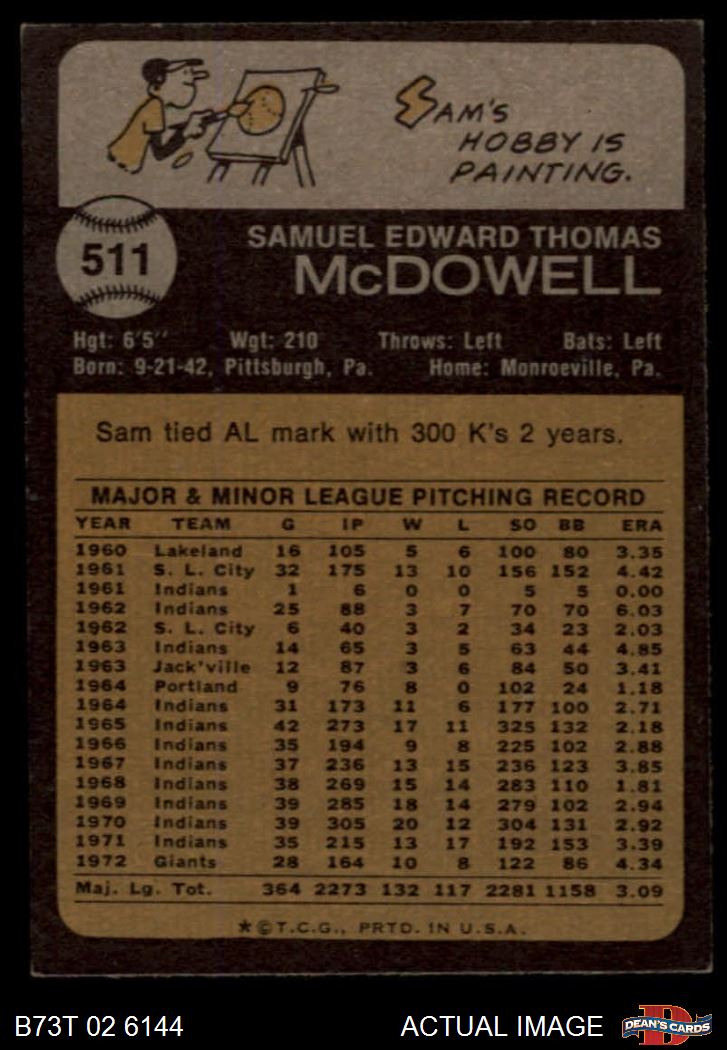 SAM'S
HOBBY IS
PAINTING.
511
SAMUEL EDWARD THOMAS
McDOWELL
Hgt: 6'5'' Wgt: 210 Throws: Left Bats: Left
Born: 9-21-42, Pittsburgh, Pa. Home: Monroeville, Pa.
Sam tied AL mark with 300 K's 2 years.
MAJOR & MINOR LEAGUE PITCHING RECORD
YEAR TEAM G IP W L SO BB ERA
1960 Lakeland 16 105 5 6 100 80 3.35
1961 S. L. City 32 175 13 10 156 152 4.42
1961 Indians 1 6 0 0 5 5 0.00
1962 Indians 25 88 3 7 70 70 6.03
1962 S. L. City 6 40 3 2 34 23 2.03
1963 Indians 14 65 3 5 63 44 4.85
1963 Jack'ville 12 87 3 6 84 50 3.41
1964 Portland 9 76 8 0 102 24 1.18
1964 Indians 31 173 11 6 177 100 2.71
1965 Indians 42 273 17 11 325 132 2.18
1966 Indians 35 194 9 8 225 102 2.88
1967 Indians 37 236 13 15 236 123 3.85
1968 Indians 38 269 15 14 283 110 1.81
1969 Indians 39 285 18 14 279 102 2.94
1970 Indians 39 305 20 12 304 131 2.92
1971 Indians 35 215 13 17 192 153 3.39
1972 Giants 28 164 10 8 122 86 4.34
Maj. Lg. Tot. 364 2273 132 117 2281 1158 3.09
★©T.C.G., PRTD. IN U.S.A.
B73T 02 6144 ACTUAL IMAGE D DEAN'S CARDS